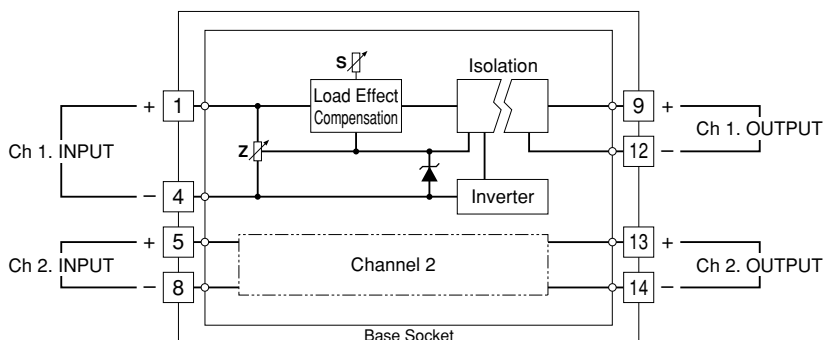 S
Isolation
Load Effect
Compensation
+ 1
9 +
Ch 1. INPUT
Z
12 −
Ch 1. OUTPUT
− 4
Inverter
+ 5
13 +
Ch 2. INPUT
Channel 2
Ch 2. OUTPUT
− 8
14 −
Base Socket